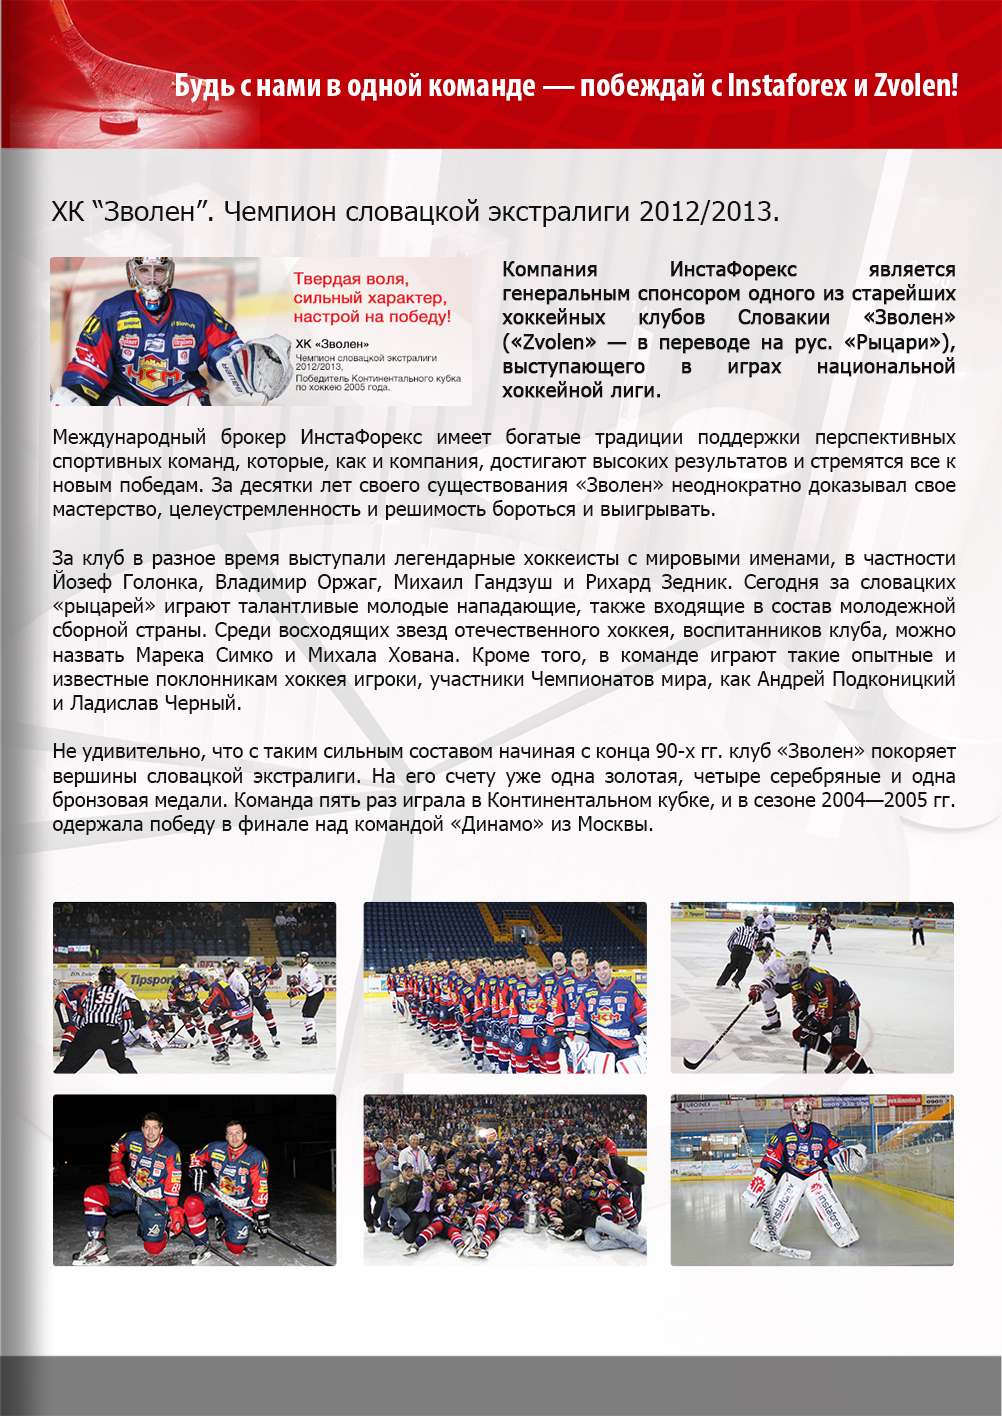 Будь с нами в одной команде — побеждай с Instaforex и Zvolen!
ХК “Зволен”. Чемпион словацкой экстралиги 2012/2013.
Твердая воля,
сильный характер,
настрой на победу!
ХК «Зволен»
Чемпион словацкой экстралиги
2012/2013,
Победитель Континентального кубка
по хоккею 2005 года.
Компания ИнстаФорекс является
генеральным спонсором одного из старейших
хоккейных клубов Словакии «Зволен»
(«Zvolen» — в переводе на рус. «Рыцари»),
выступающего в играх национальной
хоккейной лиги.
Международный брокер ИнстаФорекс имеет богатые традиции поддержки перспективных
спортивных команд, которые, как и компания, достигают высоких результатов и стремятся все к
новым победам. За десятки лет своего существования «Зволен» неоднократно доказывал свое
мастерство, целеустремленность и решимость бороться и выигрывать.
За клуб в разное время выступали легендарные хоккеисты с мировыми именами, в частности
Йозеф Голонка, Владимир Оржаг, Михаил Гандзуш и Рихард Зедник. Сегодня за словацких
«рыцарей» играют талантливые молодые нападающие, также входящие в состав молодежной
сборной страны. Среди восходящих звезд отечественного хоккея, воспитанников клуба, можно
назвать Марека Симко и Михала Хована. Кроме того, в команде играют такие опытные и
известные поклонникам хоккея игроки, участники Чемпионатов мира, как Андрей Подконицкий
и Ладислав Черный.
Не удивительно, что с таким сильным составом начиная с конца 90-х гг. клуб «Зволен» покоряет
вершины словацкой экстралиги. На его счету уже одна золотая, четыре серебряные и одна
бронзовая медали. Команда пять раз играла в Континентальном кубке, и в сезоне 2004—2005 гг.
одержала победу в финале над командой «Динамо» из Москвы.
Tipsport
39
HKM
EUROINEX
instaforex
instaforex